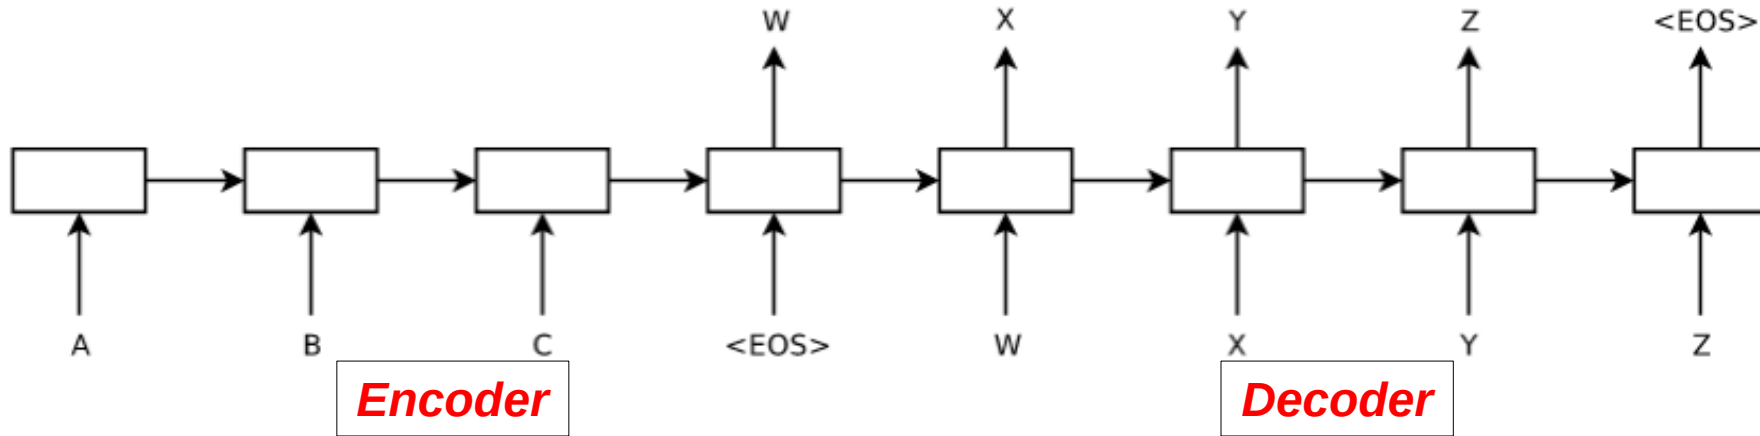 W X Y Z <EOS>
A B C <EOS> W X Y Z
Encoder Decoder